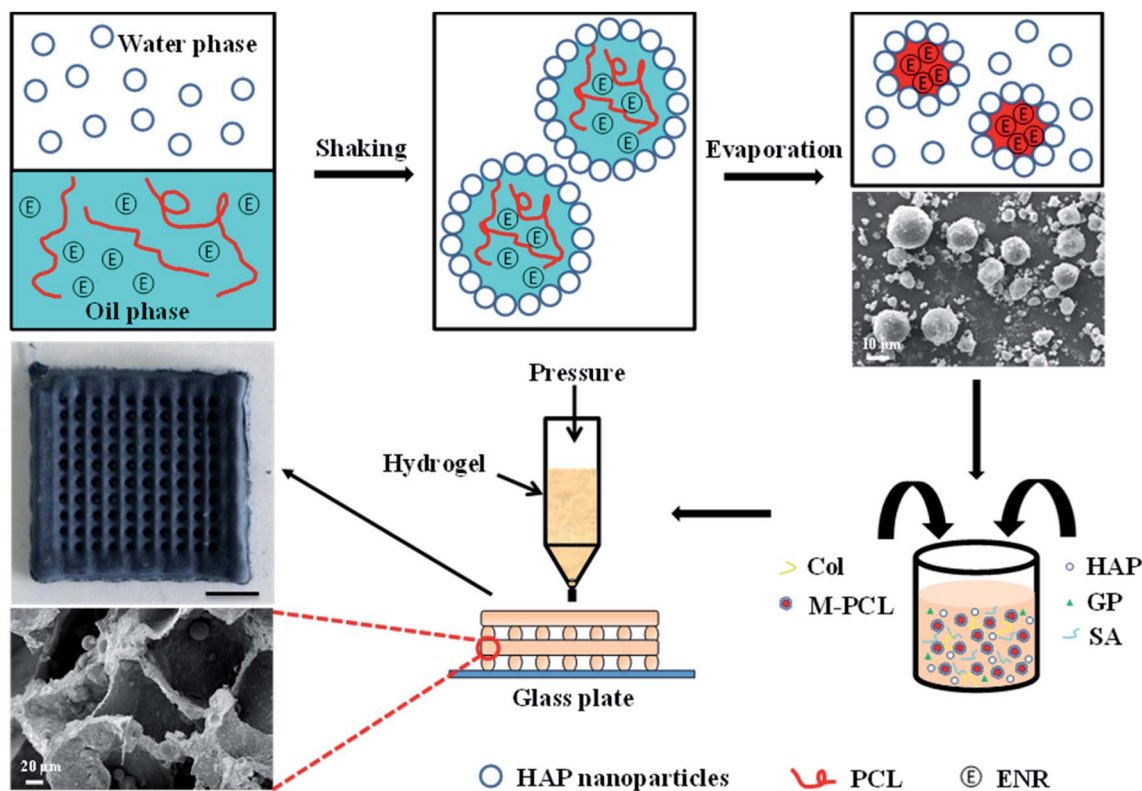 Water phase
E E E E E E E E
Oil phase
Shaking
E E E E
E E E E
Evaporation
E E E E
E E E E
10 μm
Pressure
Hydrogel
Glass plate
Col
M-PCL
HAP
GP
SA
20 μm
HAP nanoparticles
PCL
E ENR